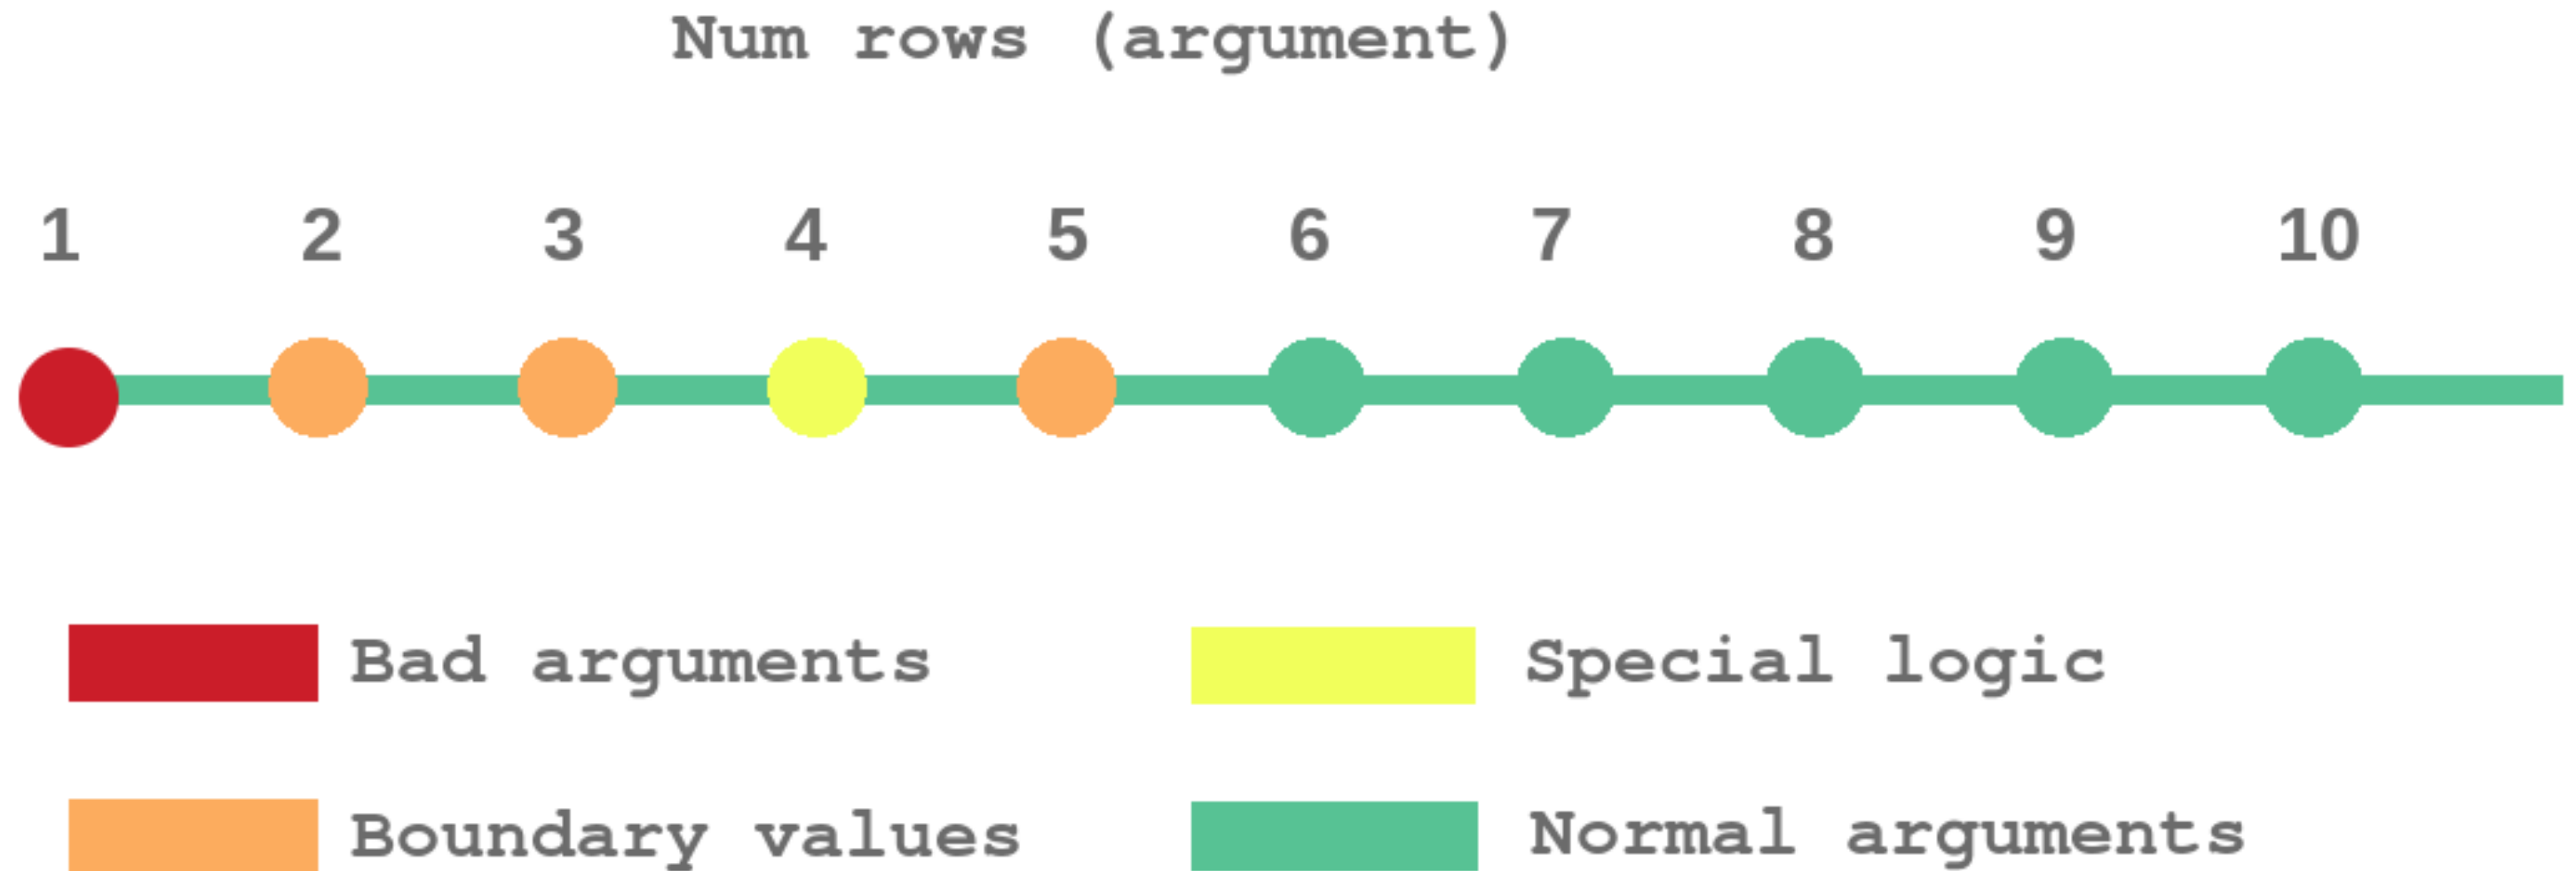 Num rows (argument)
1 2 3 4 5 6 7 8 9 10
Bad arguments
Special logic
Boundary values
Normal arguments